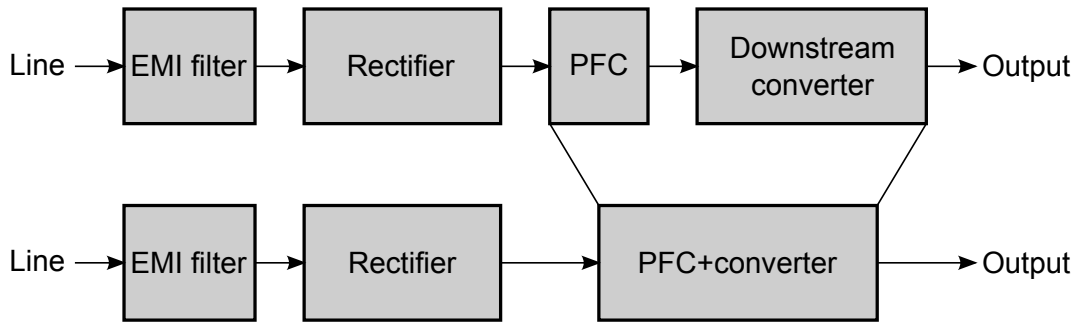 Line
EMI filter
Rectifier
PFC
Downstream
converter
Output
Line
EMI filter
Rectifier
PFC+converter
Output